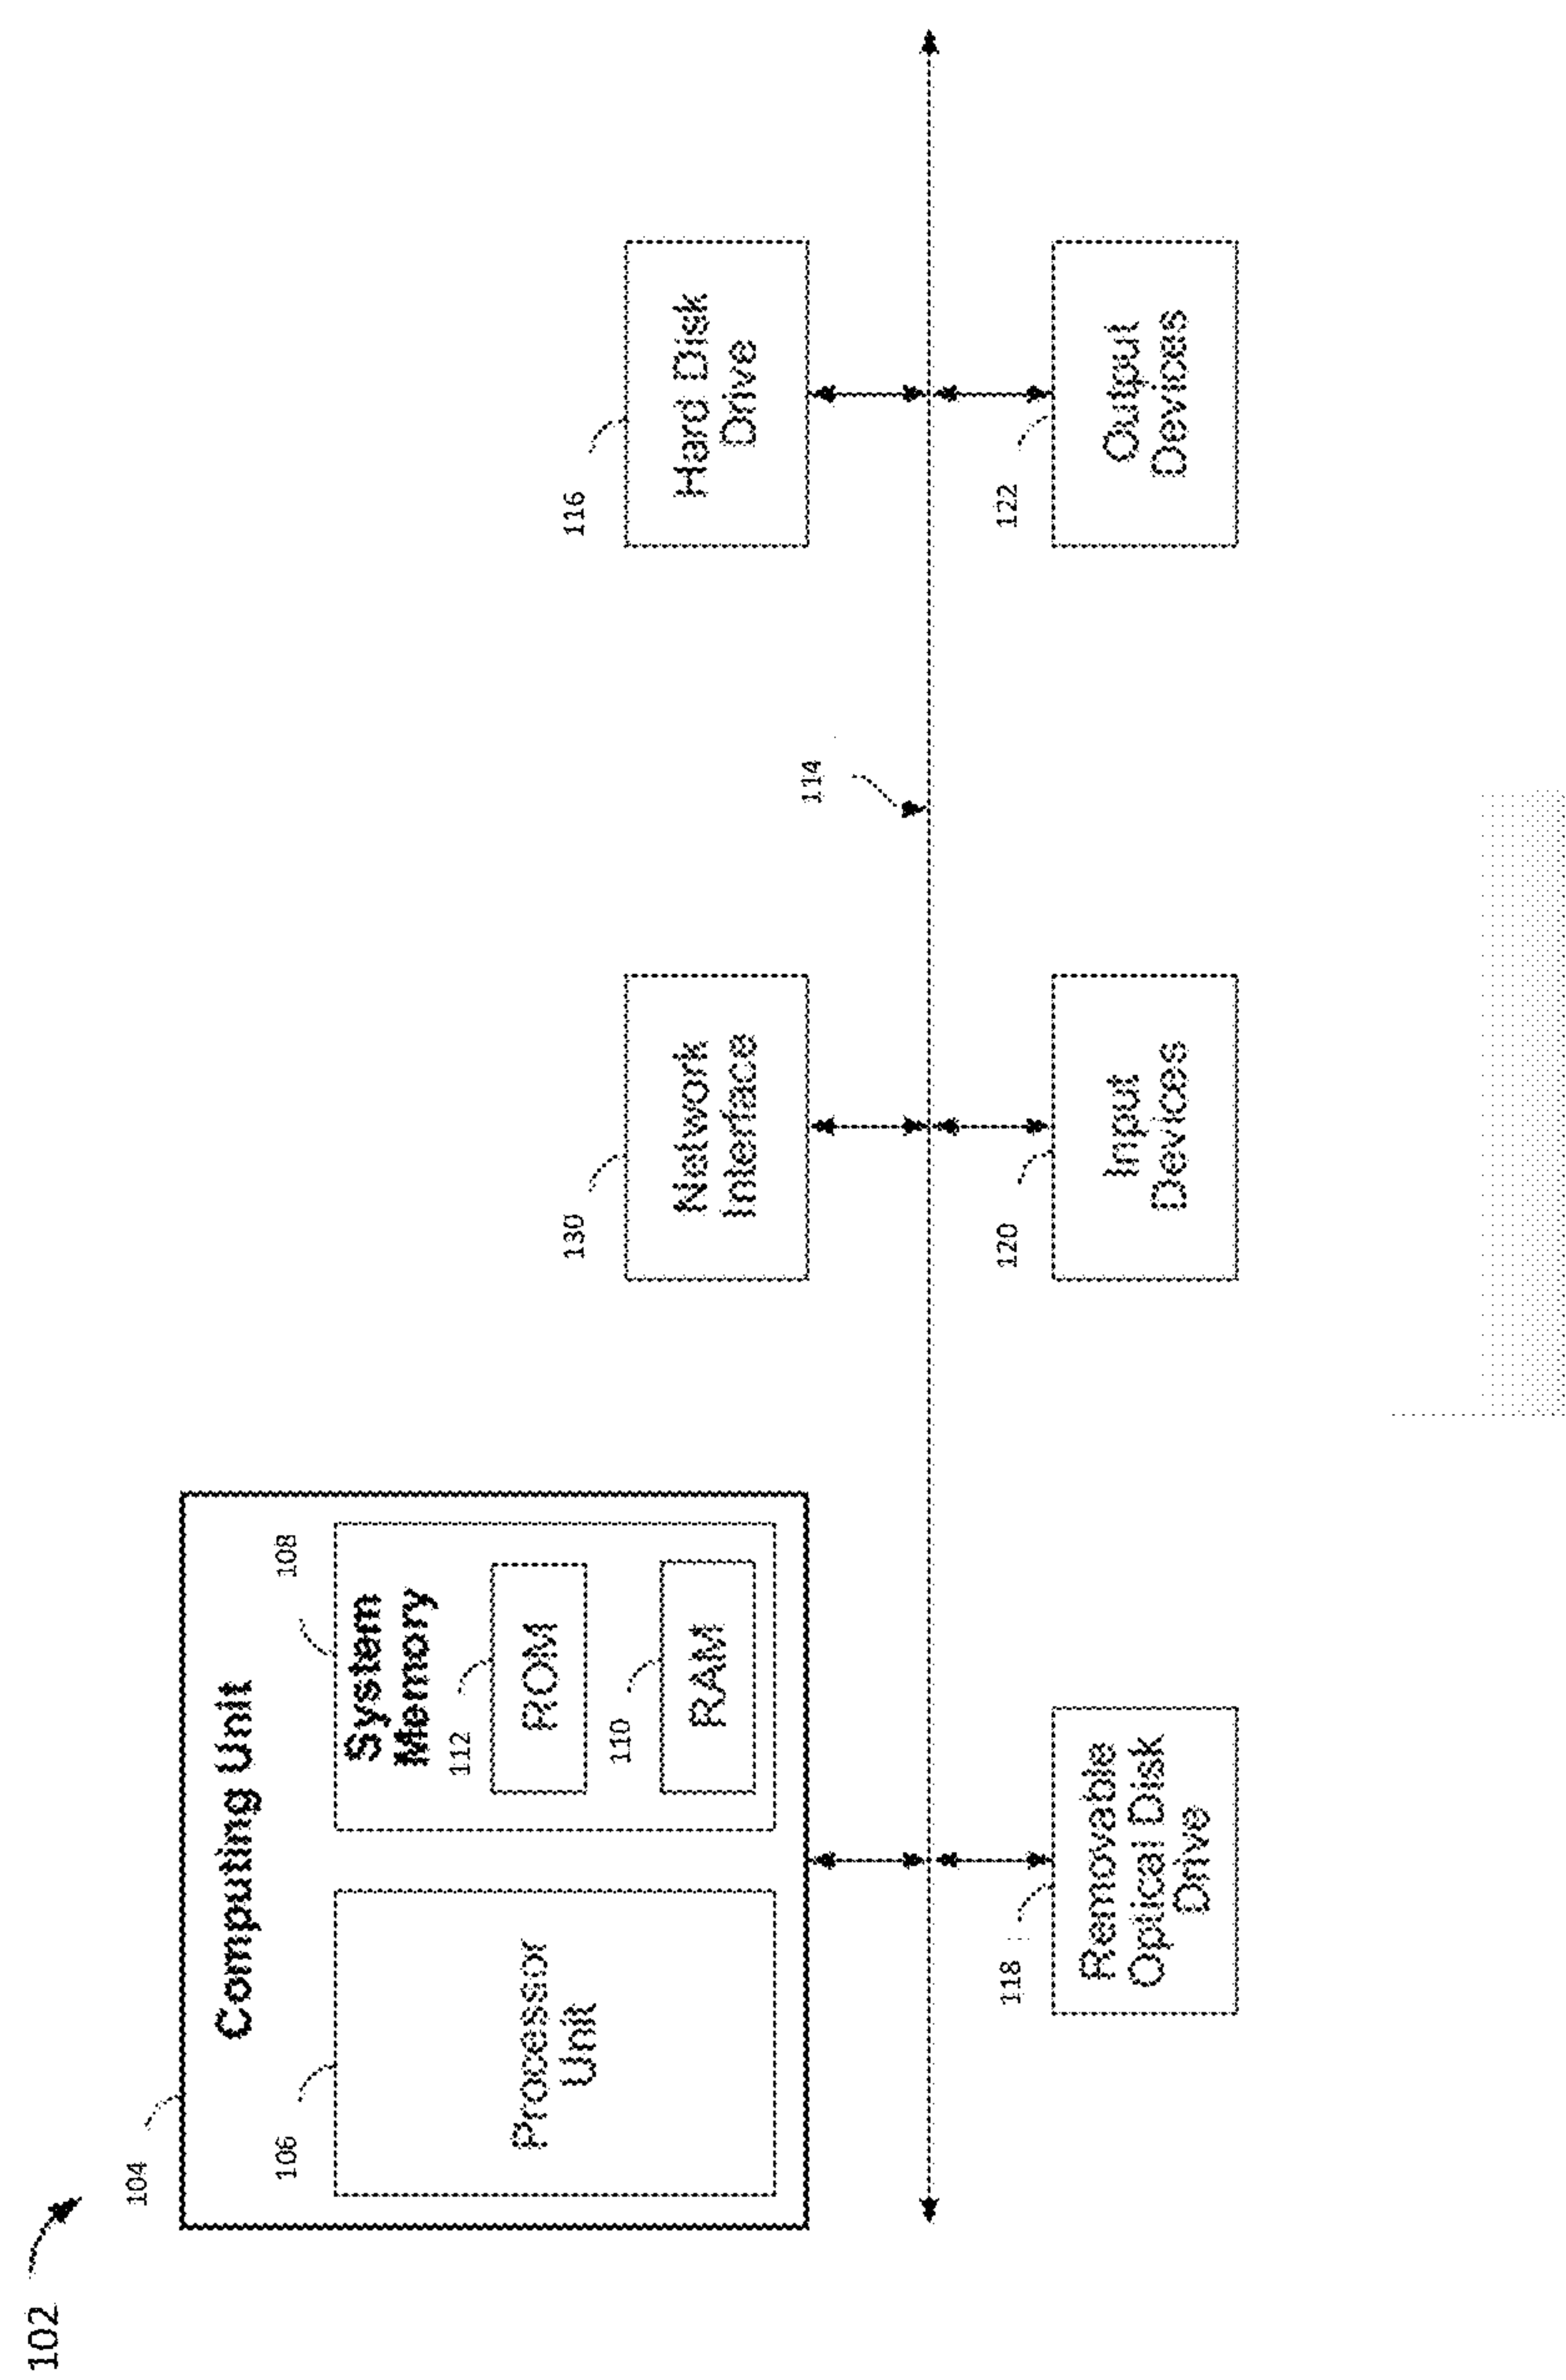 102
104
Computing Unit
106
Processor
Unit
108
System
Memory
112
ROM
110
RAM
130
Network
Interface
116
Hard Disk
Drive
114
118
Removable
Optical Disk
Drive
120
Input
Devices
122
Output
Devices